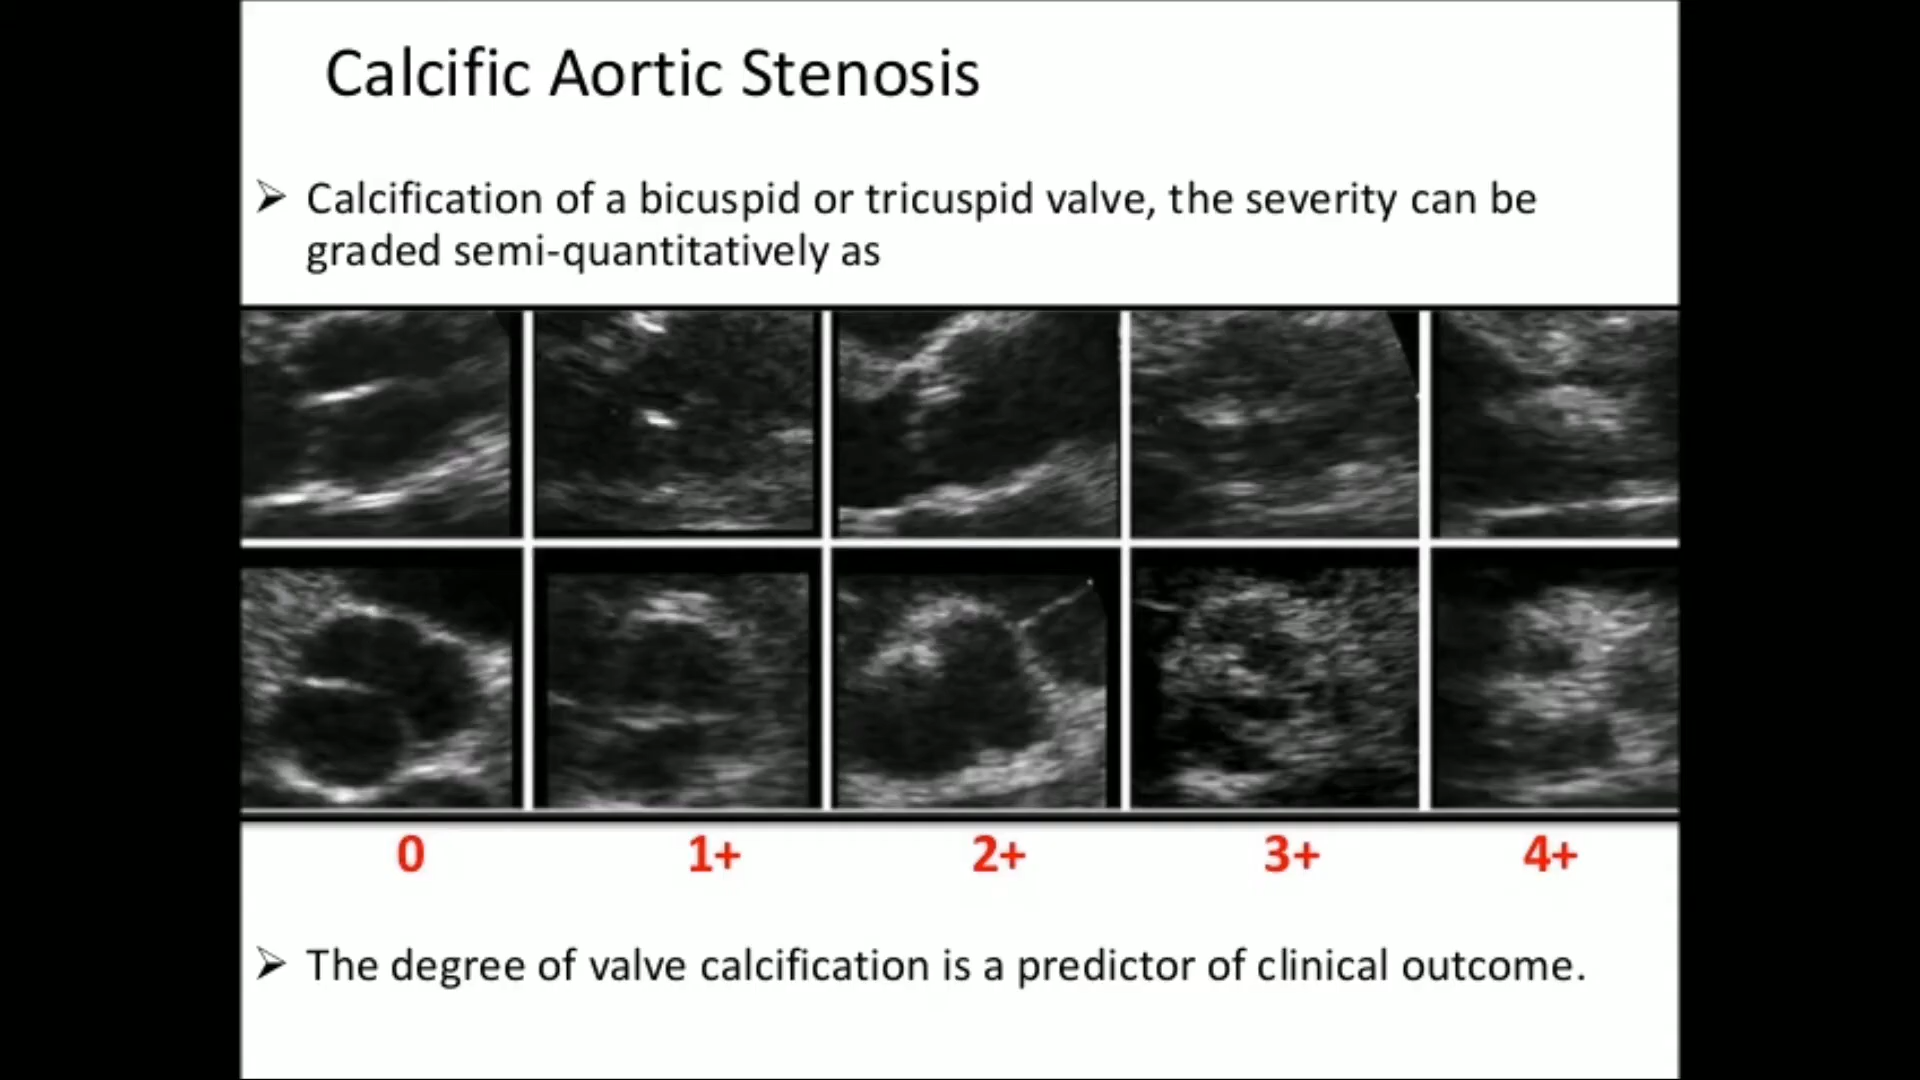 Calcific Aortic Stenosis
➢ Calcification of a bicuspid or tricuspid valve, the severity can be
graded semi-quantitatively as
0 1+ 2+ 3+ 4+
➢ The degree of valve calcification is a predictor of clinical outcome.